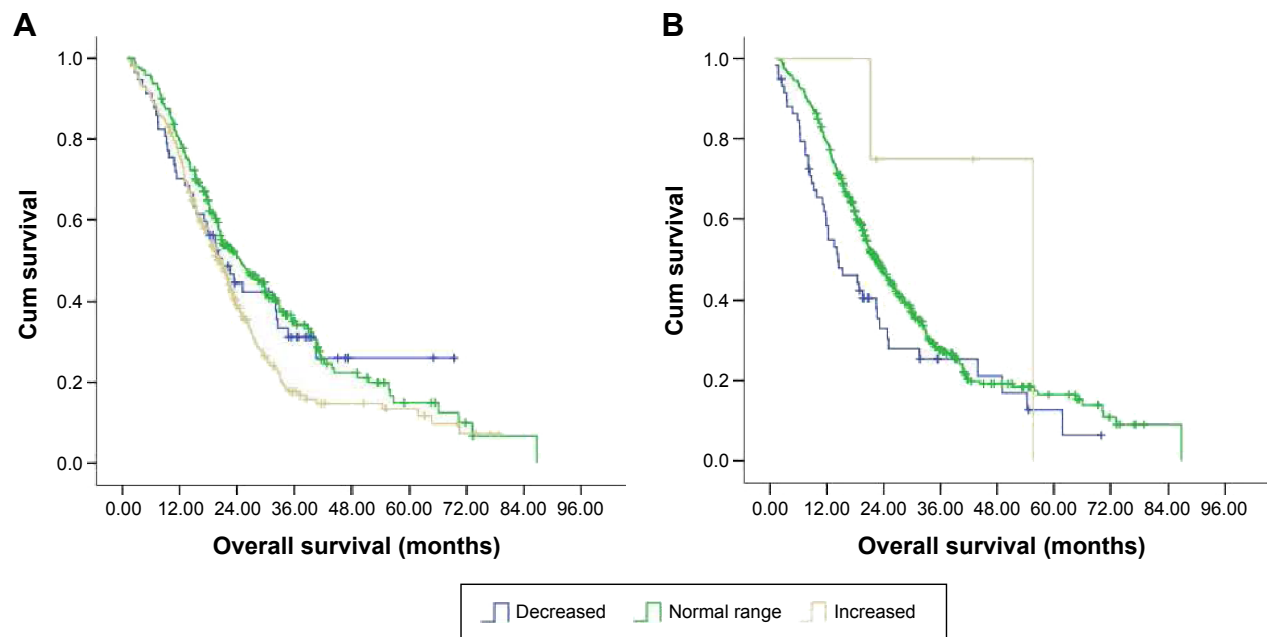 A
B
1.0
0.8
0.6
0.4
0.2
0.0
Cum survival
0.00 12.00 24.00 36.00 48.00 60.00 72.00 84.00 96.00
Overall survival (months)
1.0
0.8
0.6
0.4
0.2
0.0
Cum survival
0.00 12.00 24.00 36.00 48.00 60.00 72.00 84.00 96.00
Overall survival (months)
Decreased Normal range Increased